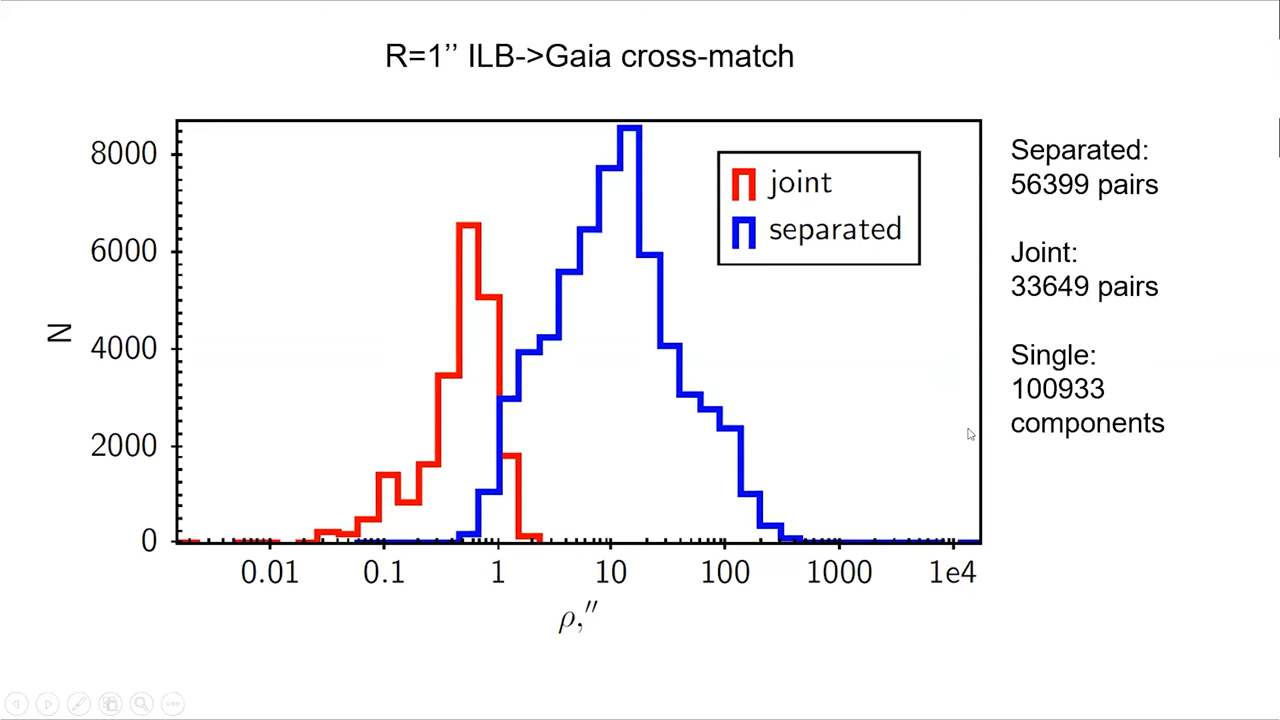 R=1’’ ILB->Gaia cross-match
8000
6000
4000
2000
0
N
0.01 0.1 1 10 100 1000 1e4
ρ,″
joint
separated
Separated:
56399 pairs
Joint:
33649 pairs
Single:
100933
components